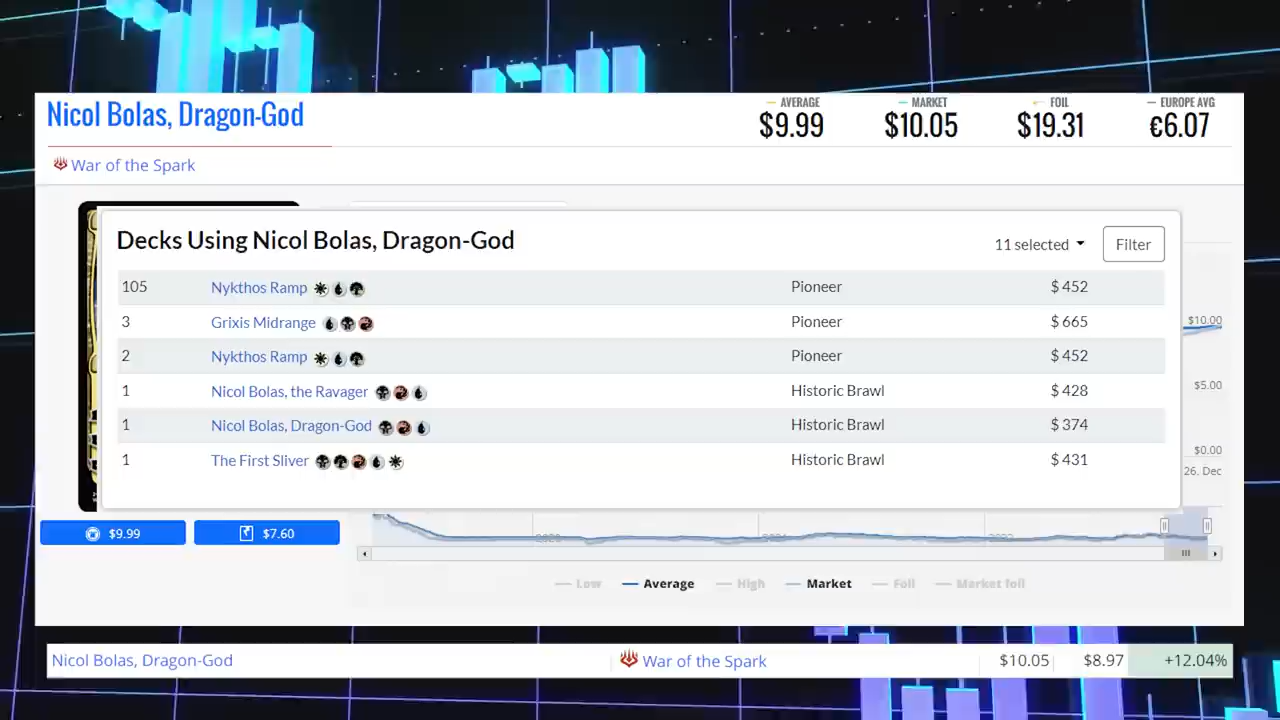 Nicol Bolas, Dragon-God
AVERAGE
$9.99
MARKET
$10.05
FOIL
$19.31
EUROPE AVG
€6.07
War of the Spark
Decks Using Nicol Bolas, Dragon-God
11 selected
Filter
105 Nykthos Ramp Pioneer $ 452
3 Grixis Midrange Pioneer $ 665
2 Nykthos Ramp Pioneer $ 452
1 Nicol Bolas, the Ravager Historic Brawl $ 428
1 Nicol Bolas, Dragon-God Historic Brawl $ 374
1 The First Sliver Historic Brawl $ 431
$10.00
$5.00
$0.00
26. Dec
$9.99
$7.60
Low Average High Market Foil Market foil
Nicol Bolas, Dragon-God War of the Spark $10.05 $8.97 +12.04%